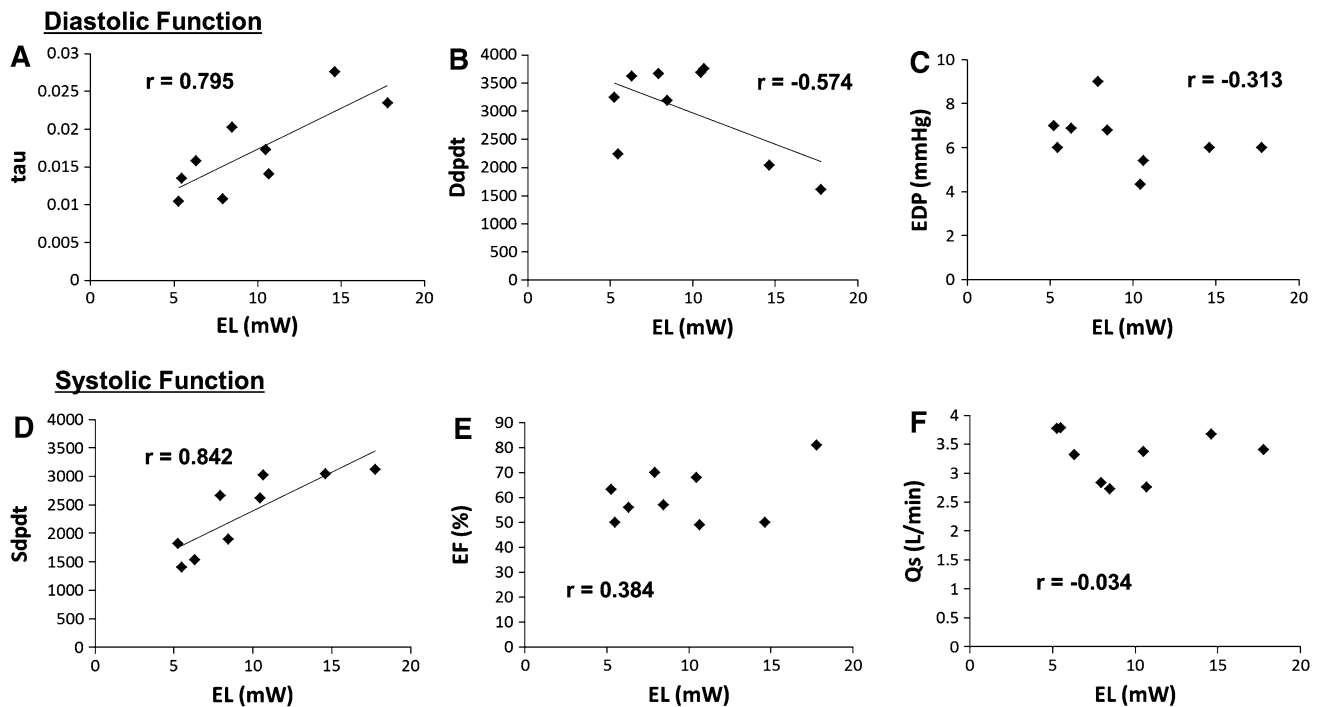 Diastolic Function
A
0.03
0.025
0.02
0.015
0.01
0.005
0
tau
r = 0.795
0 5 10 15 20
EL (mW)
B
4000
3500
3000
2500
2000
1500
1000
500
0
Ddpdt
r = -0.574
0 5 10 15 20
EL (mW)
C
10
8
6
4
2
0
EDP (mmHg)
r = -0.313
0 5 10 15 20
EL (mW)
Systolic Function
D
4000
3500
3000
2500
2000
1500
1000
500
0
Sdpdt
r = 0.842
0 5 10 15 20
EL (mW)
E
90
80
70
60
50
40
30
20
10
0
EF (%)
r = 0.384
0 5 10 15 20
EL (mW)
F
4
3.5
3
2.5
2
1.5
1
0.5
0
Qs (L/min)
r = -0.034
0 5 10 15 20
EL (mW)